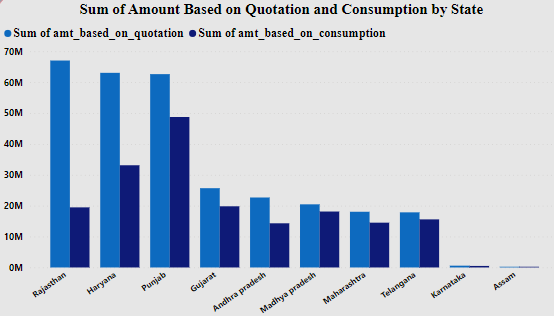 Sum of Amount Based on Quotation and Consumption by State
Sum of amt_based_on_quotation Sum of amt_based_on_consumption
70M
60M
50M
40M
30M
20M
10M
0M
Rajasthan
Haryana
Punjab
Gujarat
Andhra pradesh
Madhya pradesh
Maharashtra
Telangana
Karnataka
Assam